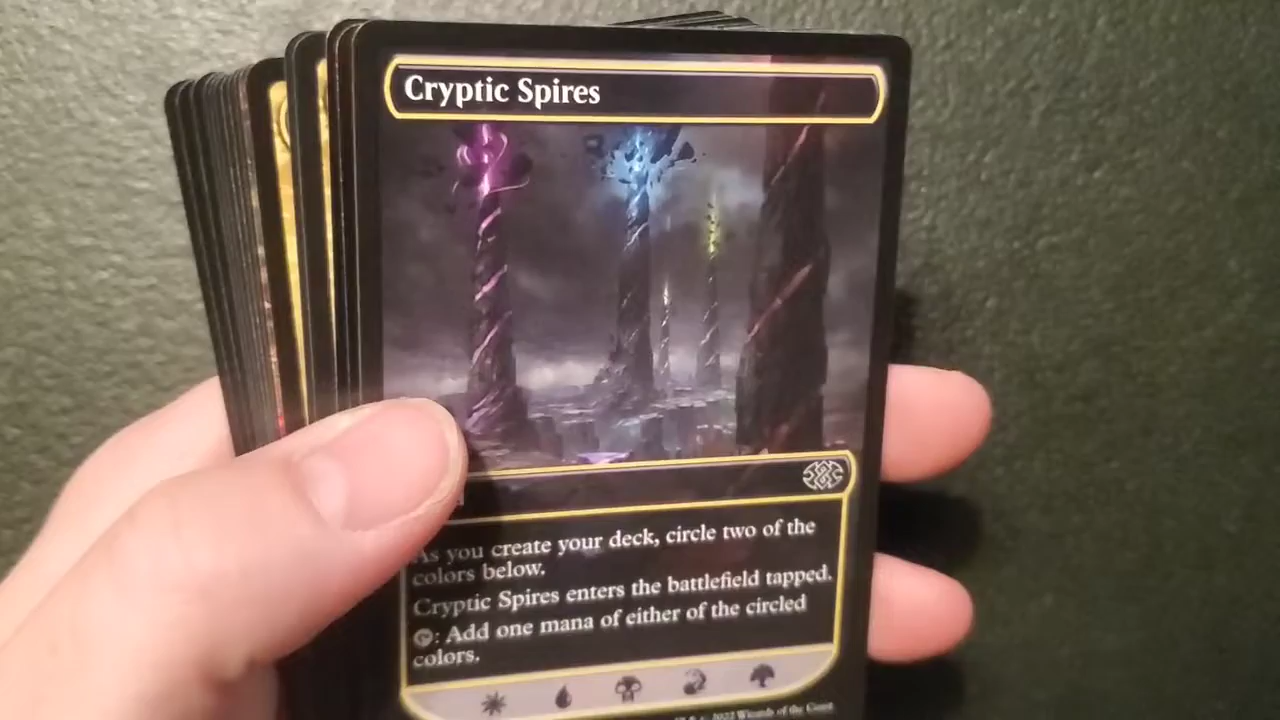 Cryptic Spires
As you create your deck, circle two of the
colors below.
Cryptic Spires enters the battlefield tapped.
: Add one mana of either of the circled
colors.
2022 Wizards of the Coast